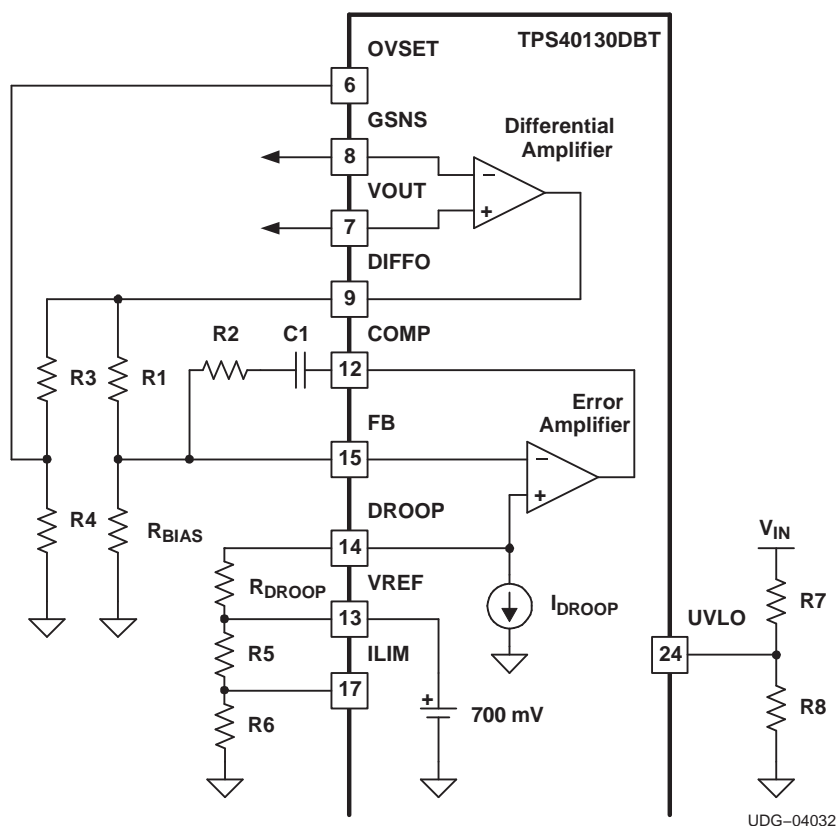 OVSET
TPS40130DBT
6
GSNS
Differential
Amplifier
8
−
VOUT
+
7
DIFFO
9
R2
C1
COMP
12
R3
R1
Error
Amplifier
FB
15
−
+
R4
RBIAS
DROOP
14
VIN
RDROOP
VREF
IDROOP
R7
13
UVLO
R5
ILIM
24
17
+
700 mV
R6
R8
UDG−04032